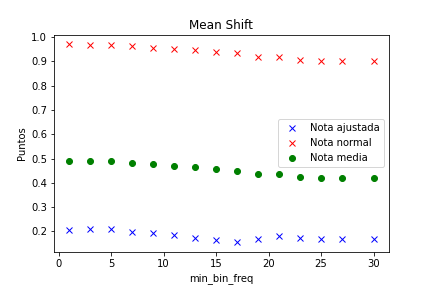 Mean Shift
1.0
0.9
0.8
0.7
0.6
0.5
0.4
0.3
0.2
Puntos
Nota ajustada
Nota normal
Nota media
0 5 10 15 20 25 30
min_bin_freq